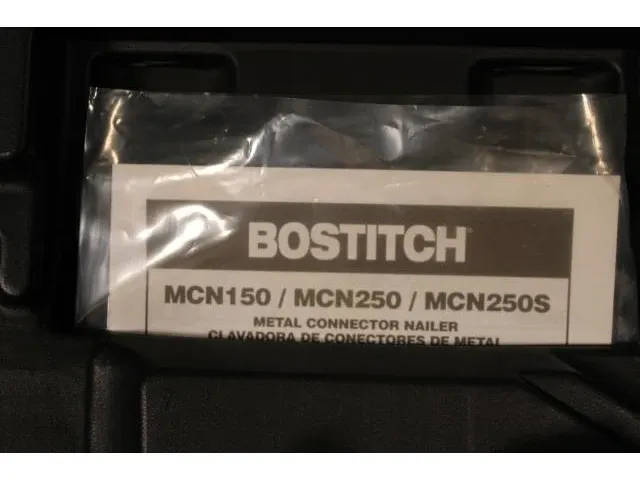 BOSTITCH
MCN150 / MCN250 / MCN250S
METAL CONNECTOR NAILER
CLAVADORA DE CONECTORES DE METAL